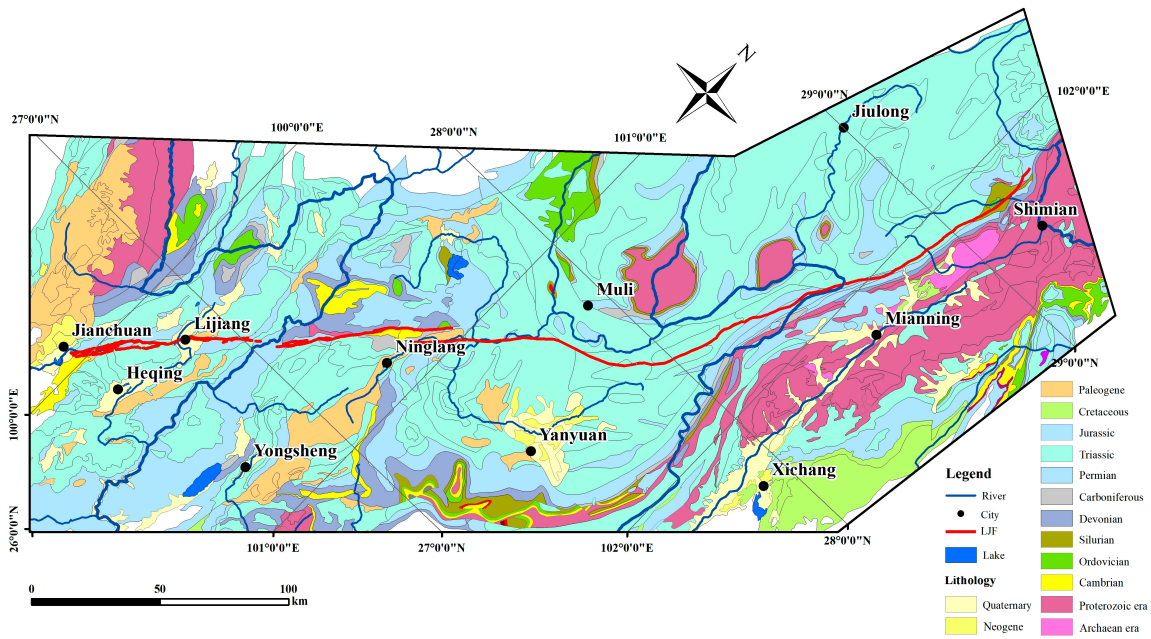 N
27°0'0"N
100°0'0"E
28°0'0"N
101°0'0"E
29°0'0"N
102°0'0"E
Jiulong
Shimian
Muli
Mianning
Jianchuan
Lijiang
Ninglang
Heqing
Yanyuan
Yongsheng
Xichang
100°0'0"E
26°0'0"N
101°0'0"E
27°0'0"N
102°0'0"E
28°0'0"N
29°0'0"N
0
50
100
km
Legend
River
City
LJF
Lake
Lithology
Quaternary
Neogene
Paleogene
Cretaceous
Jurassic
Triassic
Permian
Carboniferous
Devonian
Silurian
Ordovician
Cambrian
Proterozoic era
Archaean era